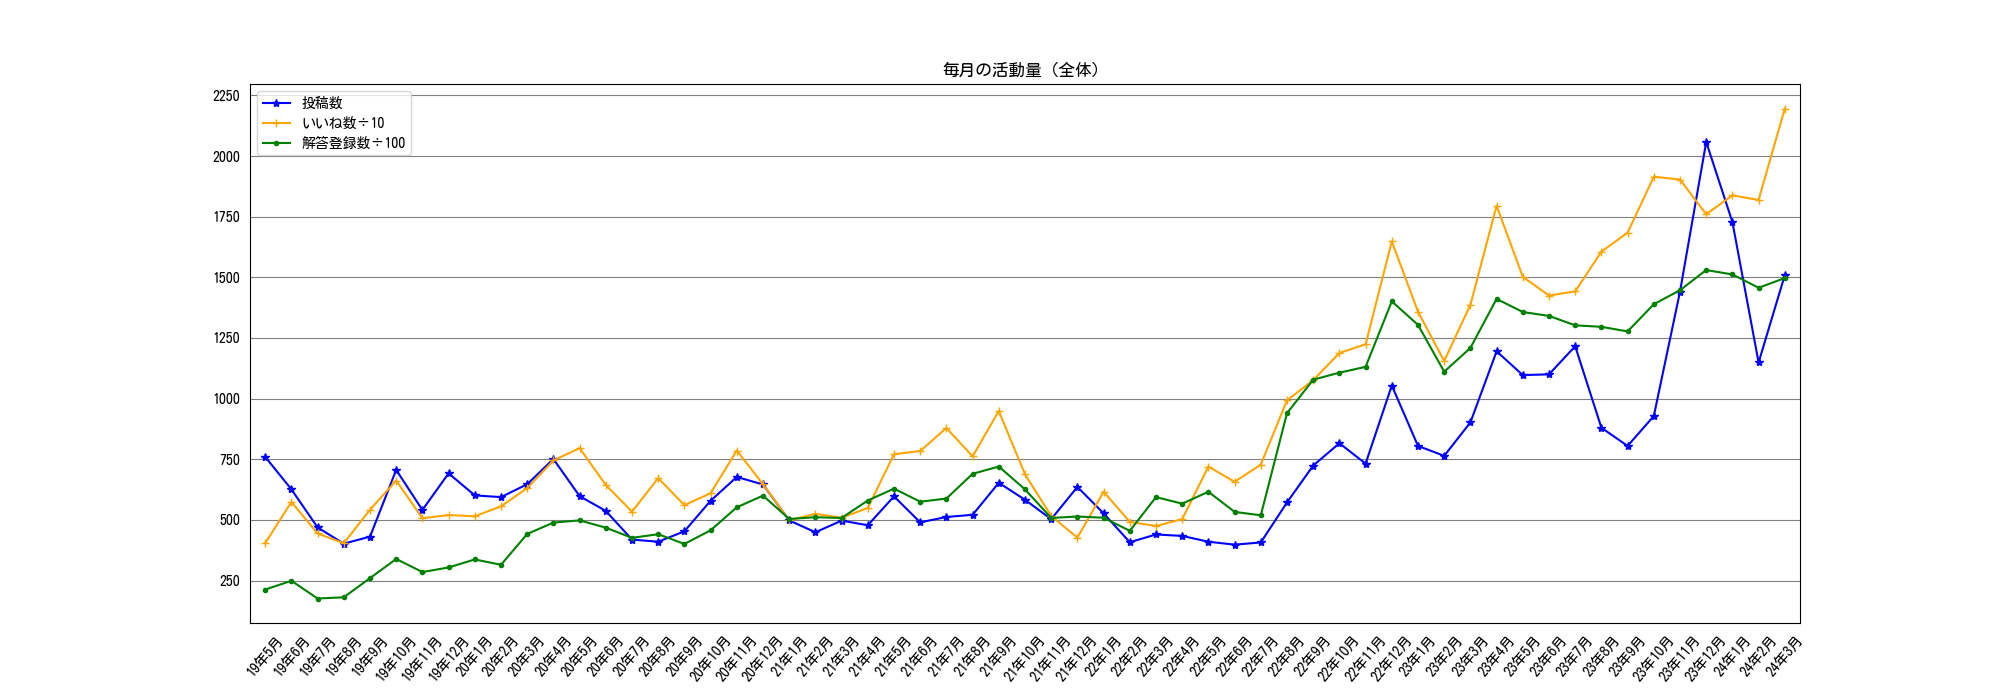 毎月の活動量（全体）
投稿数
いいね数÷10
解答登録数÷100
2250
2000
1750
1500
1250
1000
750
500
250
19年5月
19年6月
19年7月
19年8月
19年9月
19年10月
19年11月
19年12月
20年1月
20年2月
20年3月
20年4月
20年5月
20年6月
20年7月
20年8月
20年9月
20年10月
20年11月
20年12月
21年1月
21年2月
21年3月
21年4月
21年5月
21年6月
21年7月
21年8月
21年9月
21年10月
21年11月
21年12月
22年1月
22年2月
22年3月
22年4月
22年5月
22年6月
22年7月
22年8月
22年9月
22年10月
22年11月
22年12月
23年1月
23年2月
23年3月
23年4月
23年5月
23年6月
23年7月
23年8月
23年9月
23年10月
23年11月
23年12月
24年1月
24年2月
24年3月